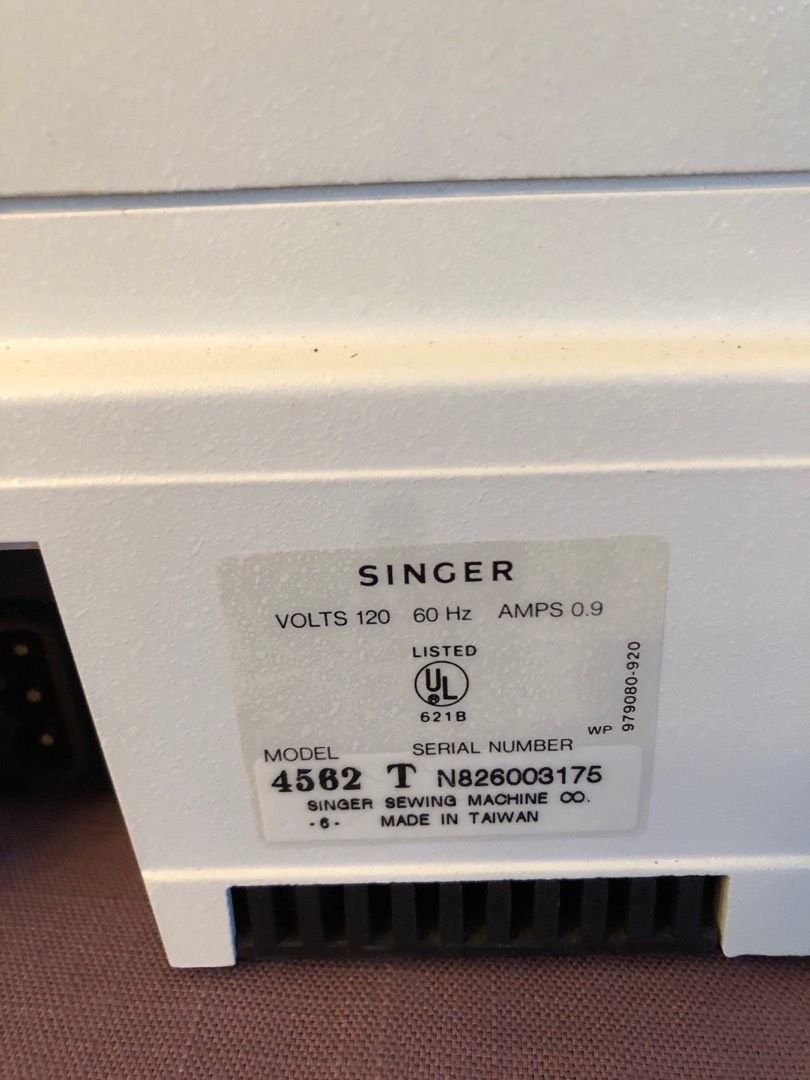 SINGER
VOLTS 120 60 Hz AMPS 0.9
LISTED
UL ®
621B
WP 979080-920
MODEL SERIAL NUMBER
4562 T N826003175
SINGER SEWING MACHINE CO.
-6- MADE IN TAIWAN